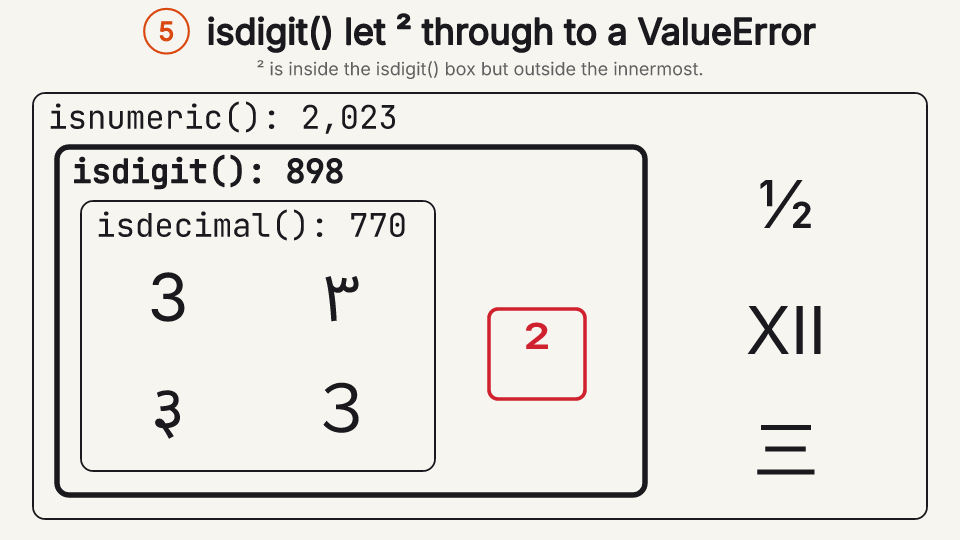 5 isdigit() let ² through to a ValueError
² is inside the isdigit() box but outside the innermost.
isnumeric(): 2,023
isdigit(): 898
isdecimal(): 770
½
3 ٣
²
Ⅻ
३ 3
三